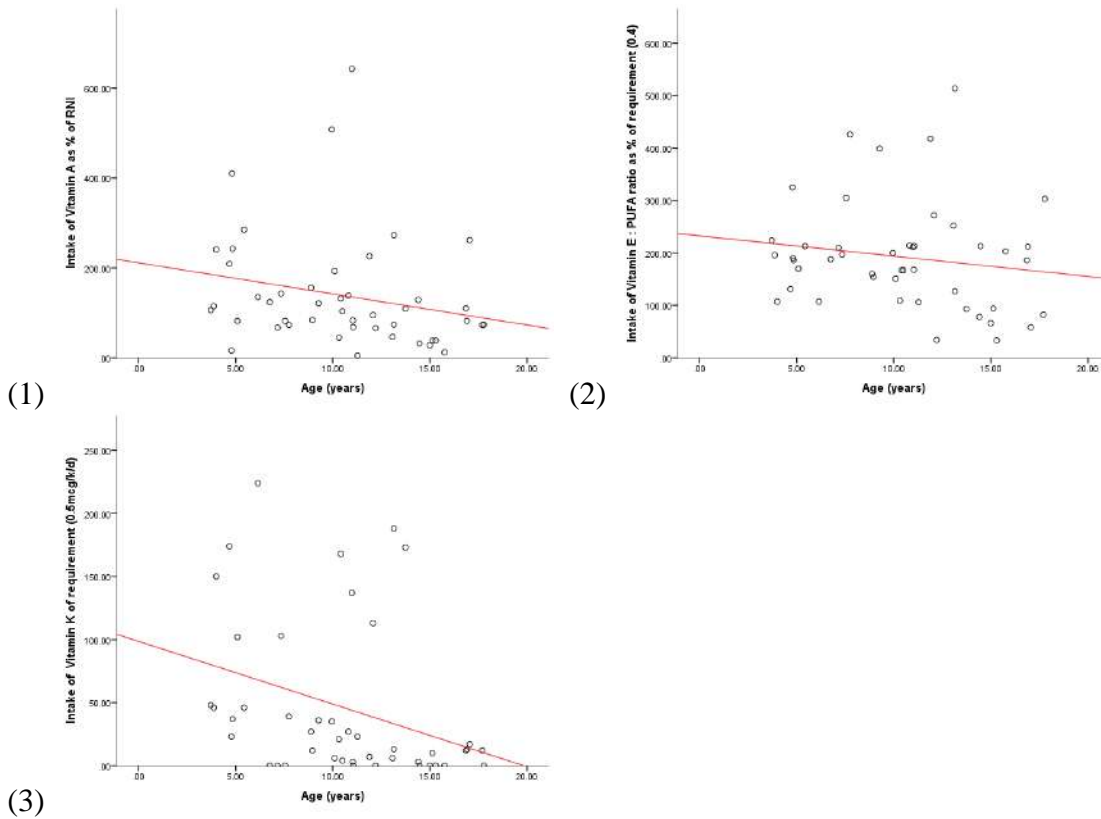 Intake of Vitamin A as % of RNI
600.00
400.00
200.00
.00
.00 5.00 10.00 15.00 20.00
Age (years)
(1)
Intake of Vitamin E : PUFA ratio as % of requirement (0.4)
600.00
500.00
400.00
300.00
200.00
100.00
.00
.00 5.00 10.00 15.00 20.00
Age (years)
(2)
Intake of Vitamin K of requirement (0.5mcg/k/d)
250.00
200.00
150.00
100.00
50.00
.00
.00 5.00 10.00 15.00 20.00
Age (years)
(3)